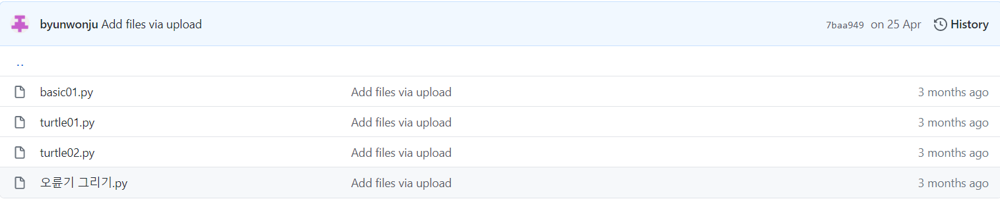 byunwonju Add files via upload 7baa949 on 25 Apr History
..
basic01.py Add files via upload 3 months ago
turtle01.py Add files via upload 3 months ago
turtle02.py Add files via upload 3 months ago
오륜기 그리기.py Add files via upload 3 months ago